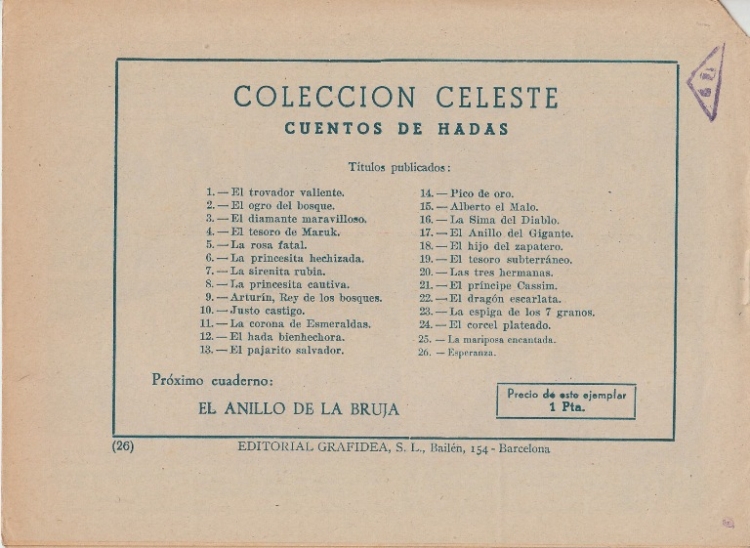 COLECCION CELESTE
CUENTOS DE HADAS
Títulos publicados:
1. — El trovador valiente.
2. — El ogro del bosque.
3. — El diamante maravilloso.
4. — El tesoro de Maruk.
5. — La rosa fatal.
6. — La princesita hechizada.
7. — La sirenita rubia.
8. — La princesita cautiva.
9. — Arturín, Rey de los bosques.
10. — Justo castigo.
11. — La corona de Esmeraldas.
12. — El hada bienhechora.
13. — El pajarito salvador.
14. — Pico de oro.
15. — Alberto el Malo.
16. — La Sima del Diablo.
17. — El Anillo del Gigante.
18. — El hijo del zapatero.
19. — El tesoro subterráneo.
20. — Las tres hermanas.
21. — El príncipe Cassim.
22. — El dragón escarlata.
23. — La espiga de los 7 granos.
24. — El corcel plateado.
25. — La mariposa encantada.
26. — Esperanza.
Próximo cuaderno:
EL ANILLO DE LA BRUJA
Precio de este ejemplar
1 Pta.
(26) EDITORIAL GRAFIDEA, S. L., Bailén, 154 - Barcelona